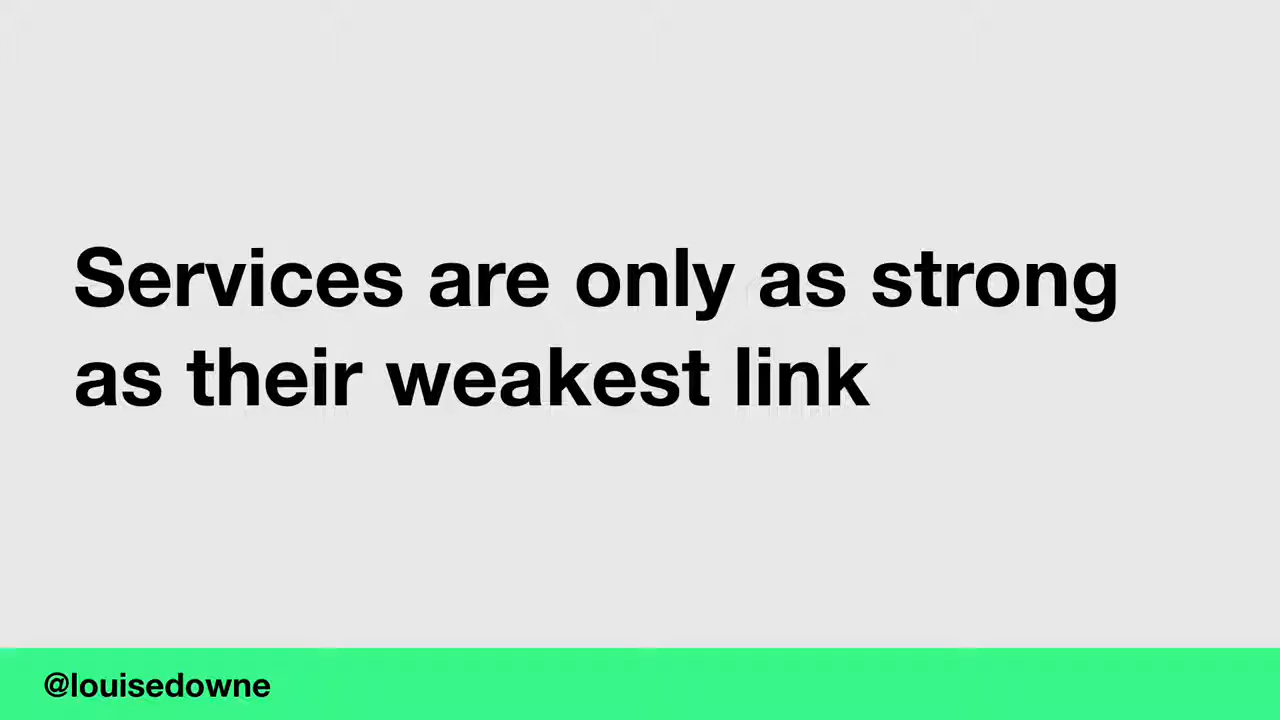 Services are only as strong
as their weakest link
@louisedowne